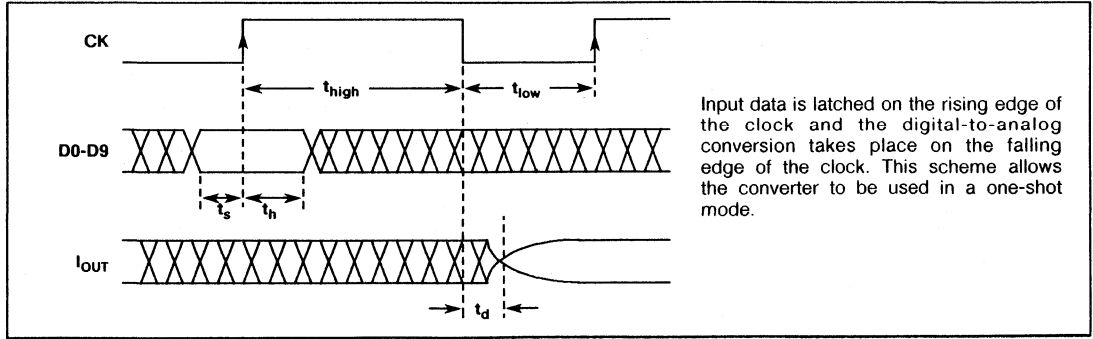 CK
t_high
t_low
D0-D9
t_s
t_h
I_OUT
t_d
Input data is latched on the rising edge of
the clock and the digital-to-analog
conversion takes place on the falling
edge of the clock. This scheme allows
the converter to be used in a one-shot
mode.